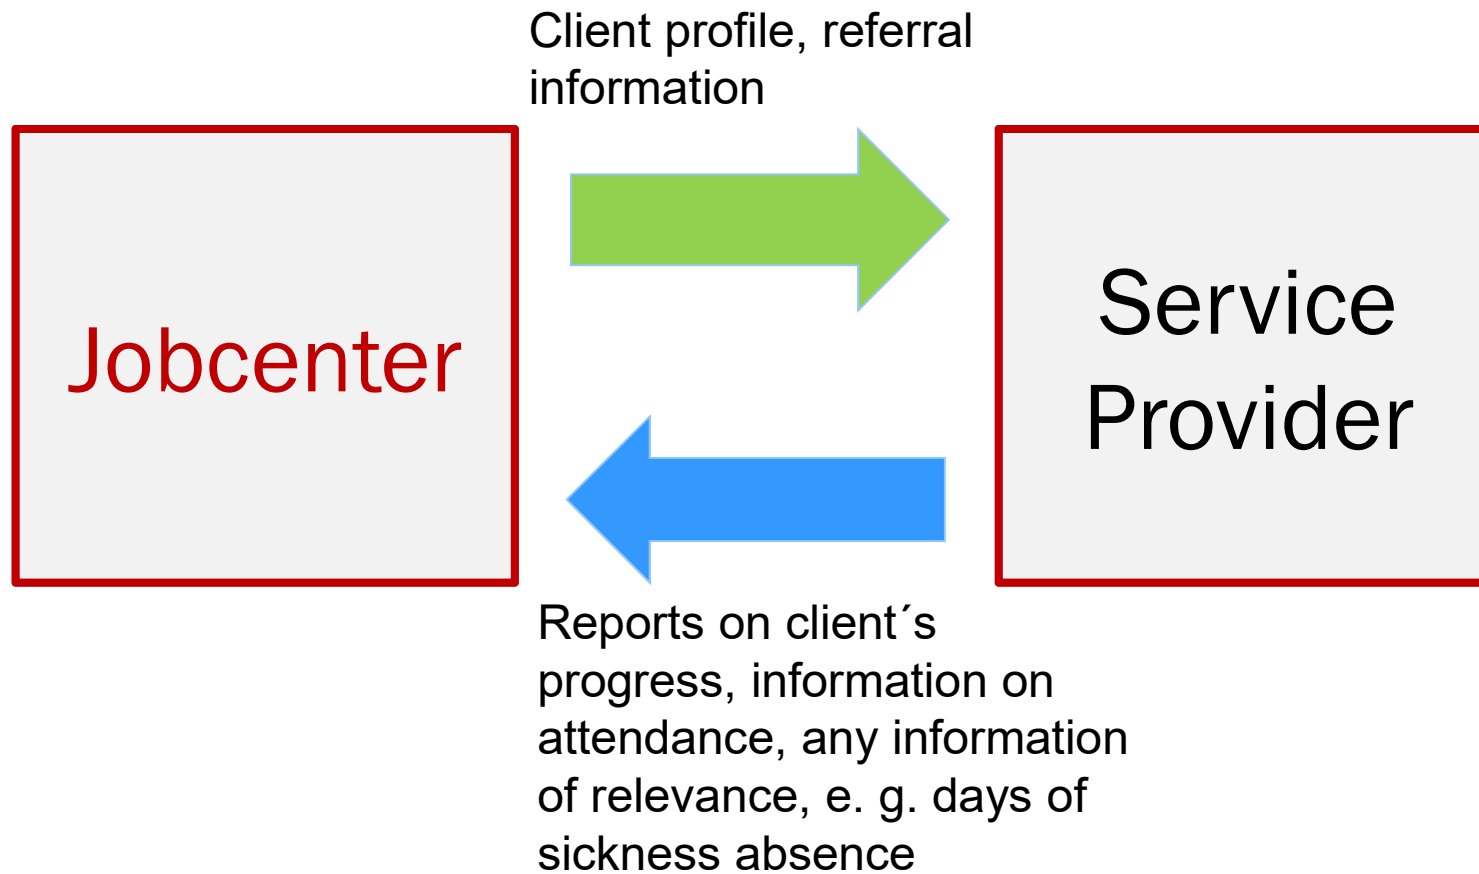 Client profile, referral
information
Jobcenter
Service
Provider
Reports on client´s
progress, information on
attendance, any information
of relevance, e. g. days of
sickness absence